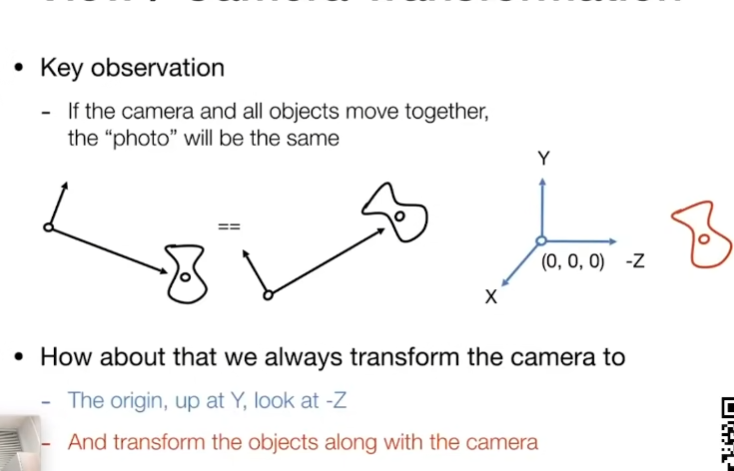 • Key observation
- If the camera and all objects move together,
the “photo” will be the same
Y
==
(0, 0, 0) -Z
X
• How about that we always transform the camera to
- The origin, up at Y, look at -Z
- And transform the objects along with the camera